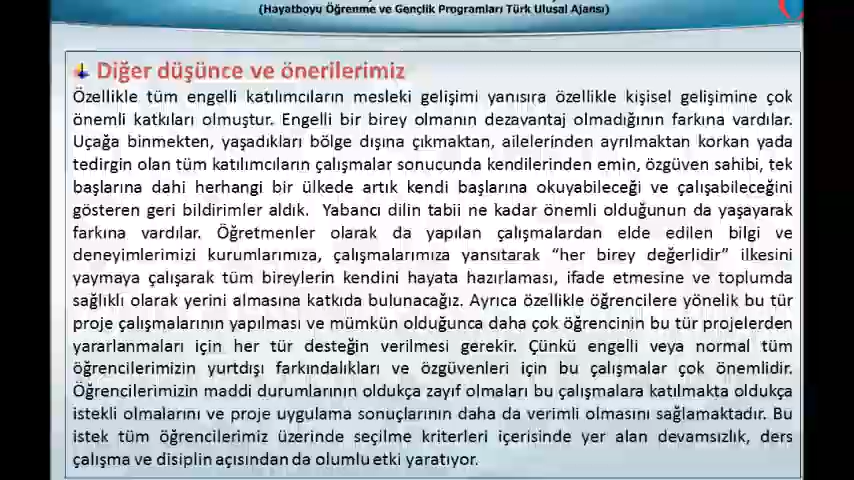 (Hayatboyu Öğrenme ve Gençlik Programları Türk Ulusal Ajansı)
Diğer düşünce ve önerilerimiz
Özellikle tüm engelli katılımcıların mesleki gelişimi yanısıra özellikle kişisel gelişimine çok
önemli katkıları olmuştur. Engelli bir birey olmanın dezavantaj olmadığının farkına vardılar.
Uçağa binmekten, yaşadıkları bölge dışına çıkmaktan, ailelerinden ayrılmaktan korkan yada
tedirgin olan tüm katılımcıların çalışmalar sonucunda kendilerinden emin, özgüven sahibi, tek
başlarına dahi herhangi bir ülkede artık kendi başlarına okuyabileceği ve çalışabileceğini
gösteren geri bildirimler aldık. Yabancı dilin tabii ne kadar önemli olduğunun da yaşayarak
farkına vardılar. Öğretmenler olarak da yapılan çalışmalardan elde edilen bilgi ve
deneyimlerimizi kurumlarımıza, çalışmalarımıza yansıtarak “her birey değerlidir” ilkesini
yaymaya çalışarak tüm bireylerin kendini hayata hazırlaması, ifade etmesine ve toplumda
sağlıklı olarak yerini almasına katkıda bulunacağız. Ayrıca özellikle öğrencilere yönelik bu tür
proje çalışmalarının yapılması ve mümkün olduğunca daha çok öğrencinin bu tür projelerden
yararlanmaları için her tür desteğin verilmesi gerekir. Çünkü engelli veya normal tüm
öğrencilerimizin yurtdışı farkındalıkları ve özgüvenleri için bu çalışmalar çok önemlidir.
Öğrencilerimizin maddi durumlarının oldukça zayıf olmaları bu çalışmalara katılmakta oldukça
istekli olmalarını ve proje uygulama sonuçlarının daha da verimli olmasını sağlamaktadır. Bu
istek tüm öğrencilerimiz üzerinde seçilme kriterleri içerisinde yer alan devamsızlık, ders
çalışma ve disiplin açısından da olumlu etki yaratıyor.